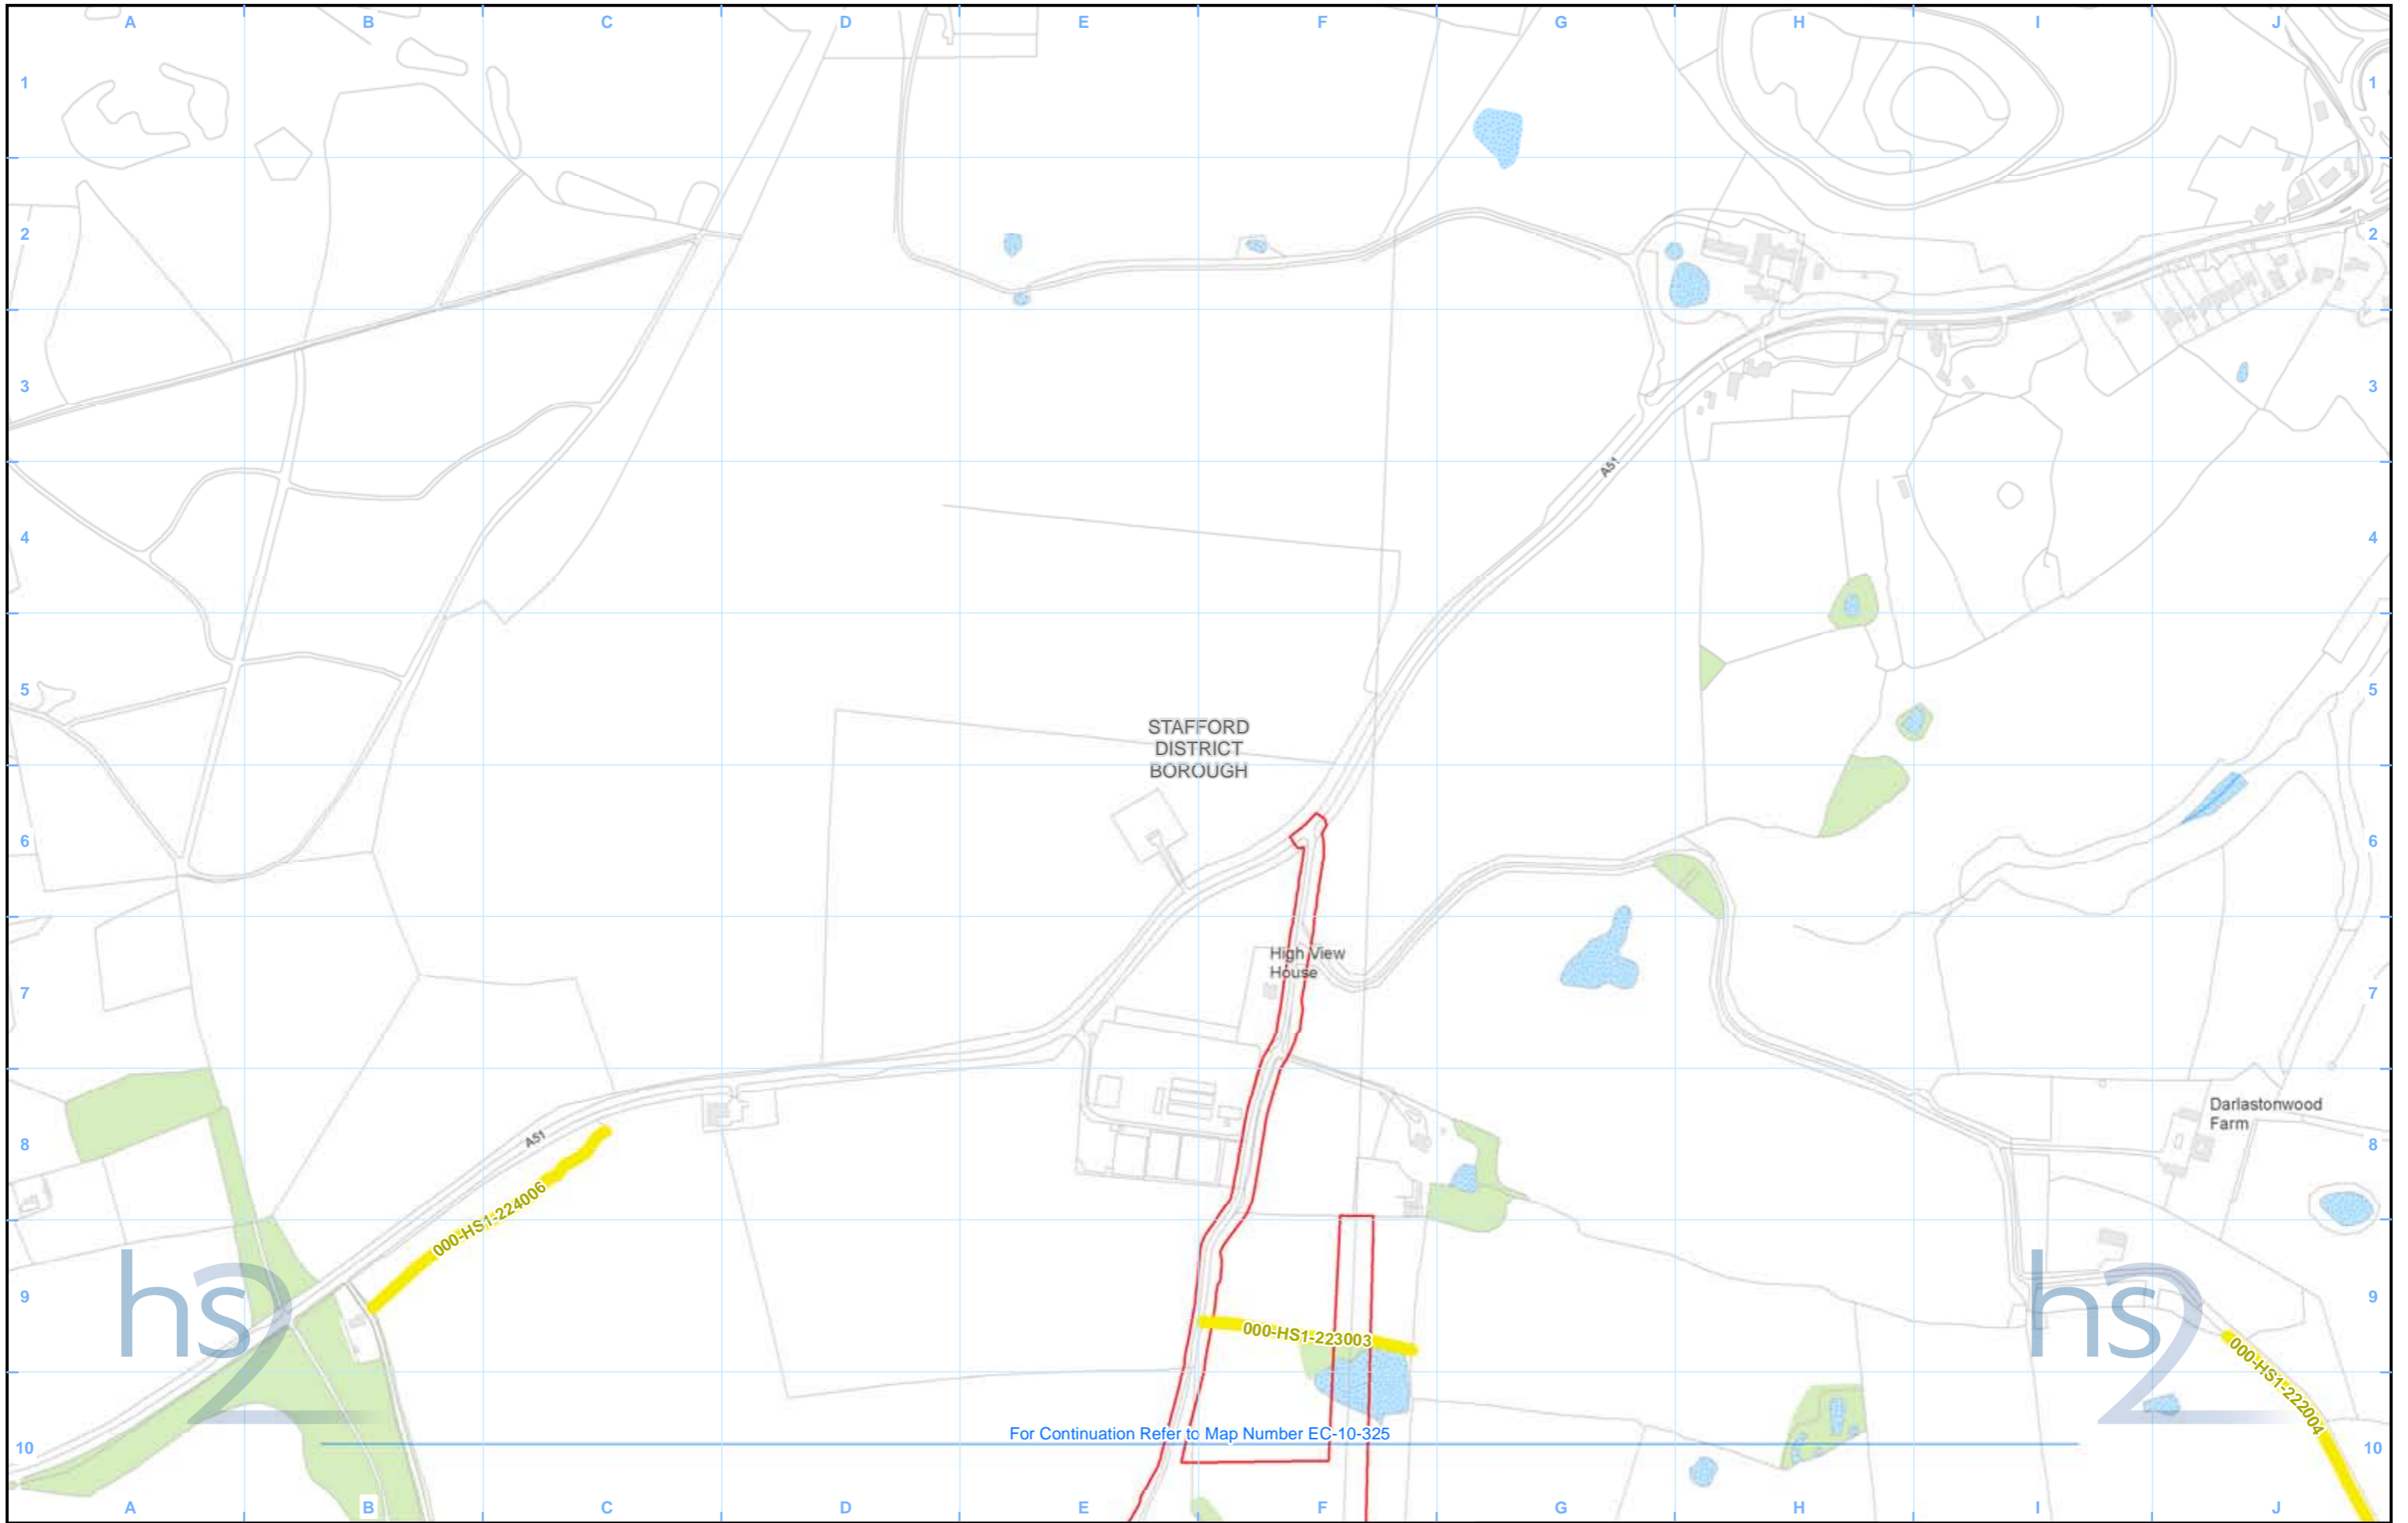 A B C D E F G H I J
1 1
2 2
3 3
A51
4 4
5 5
STAFFORD
DISTRICT
BOROUGH
6 6
High View
House
7 7
Darlastonwood
Farm
A51
8 8
000-HS1-224006
hs2
hs2
9 9
000-HS1-223003
000-HS1-222004
For Continuation Refer to Map Number EC-10-325
10 10
A B C D E F G H I J